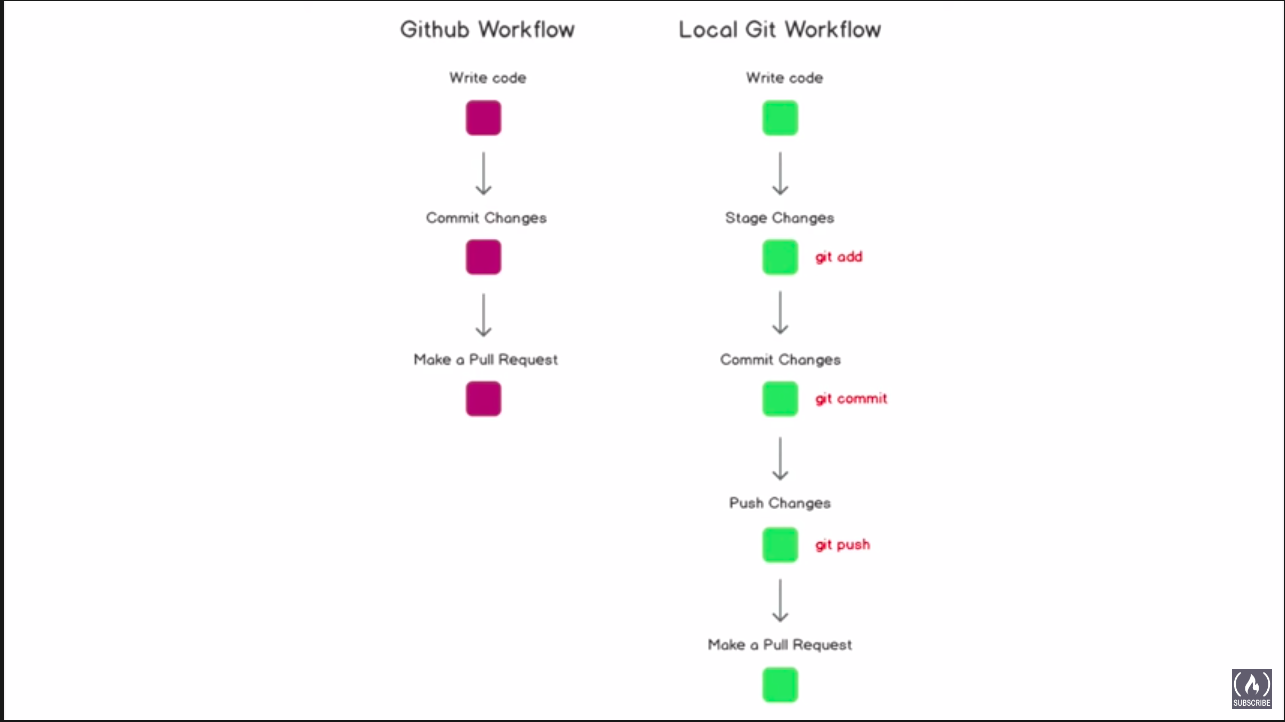 Github Workflow
Write code
Commit Changes
Make a Pull Request
Local Git Workflow
Write code
Stage Changes
git add
Commit Changes
git commit
Push Changes
git push
Make a Pull Request
SUBSCRIBE